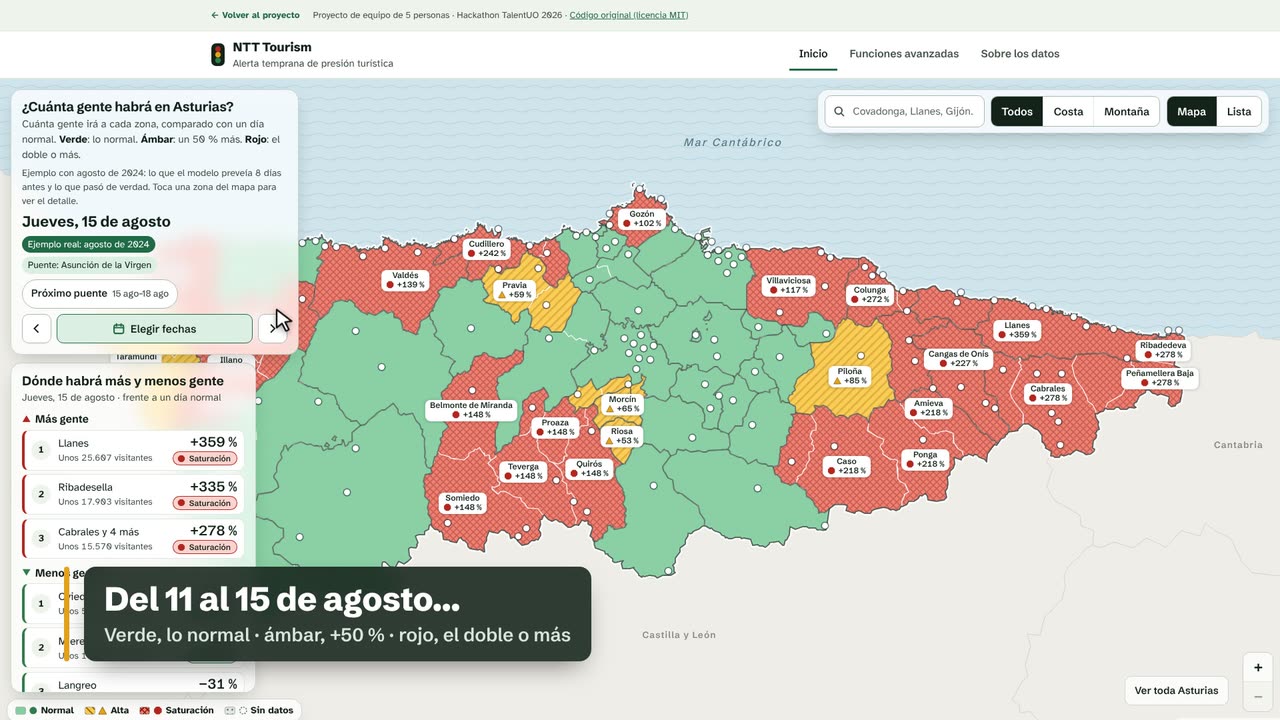 ← Volver al proyecto Proyecto de equipo de 5 personas · Hackathon TalentUO 2026 · Código original (licencia MIT)
NTT Tourism
Alerta temprana de presión turística
Inicio Funciones avanzadas Sobre los datos
¿Cuánta gente habrá en Asturias?
Cuánta gente irá a cada zona, comparado con un día
normal. Verde: lo normal. Ámbar: un 50 % más. Rojo: el
doble o más.
Ejemplo con agosto de 2024: lo que el modelo preveía 8 días
antes y lo que pasó de verdad. Toca una zona del mapa para
ver el detalle.
Jueves, 15 de agosto
Ejemplo real: agosto de 2024
Puente: Asunción de la Virgen
Próximo puente 15 ago-18 ago
Elegir fechas
Covadonga, Llanes, Gijón.
Todos Costa Montaña
Mapa Lista
Mar Cantábrico
Gozón
+102 %
Cudillero
+242 %
Valdés
+139 %
Pravia
+59 %
Villaviciosa
+117 %
Colunga
+272 %
Llanes
+359 %
Ribadedeva
+278 %
Cangas de Onís
+227 %
Peñamellera Baja
+278 %
Piloña
+85 %
Cabrales
+278 %
Taramundi
Illano
Belmonte de Miranda
+148 %
Morcín
+65 %
Amieva
+218 %
Proaza
+148 %
Riosa
+53 %
Ponga
+218 %
Caso
+218 %
Teverga
+148 %
Quirós
+148 %
Somiedo
+148 %
Cantabria
Castilla y León
Dónde habrá más y menos gente
Jueves, 15 de agosto · frente a un día normal
Más gente
1 Llanes +359 %
Unos 25.607 visitantes Saturación
2 Ribadesella +335 %
Unos 17.903 visitantes Saturación
3 Cabrales y 4 más +278 %
Unos 15.570 visitantes Saturación
1
2
3 Langreo −31 %
Del 11 al 15 de agosto...
Verde, lo normal · ámbar, +50 % · rojo, el doble o más
Normal Alta Saturación Sin datos
Ver toda Asturias
+
−